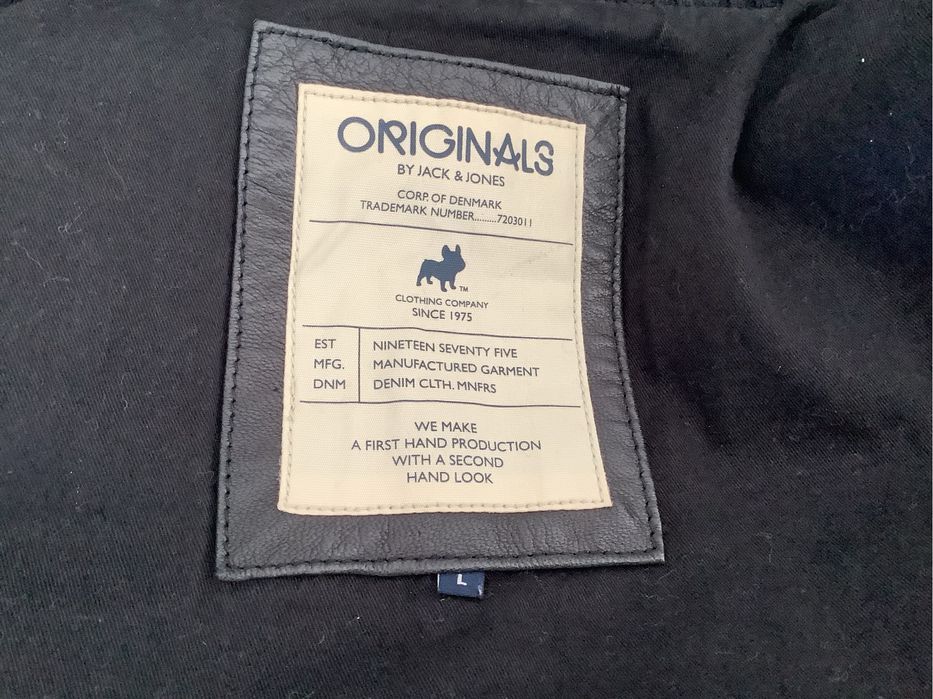 ORIGINALS
BY JACK & JONES
CORP. OF DENMARK
TRADEMARK NUMBER.........7203011
TM
CLOTHING COMPANY
SINCE 1975
EST NINETEEN SEVENTY FIVE
MFG. MANUFACTURED GARMENT
DNM DENIM CLTH. MNFRS
WE MAKE
A FIRST HAND PRODUCTION
WITH A SECOND
HAND LOOK
L